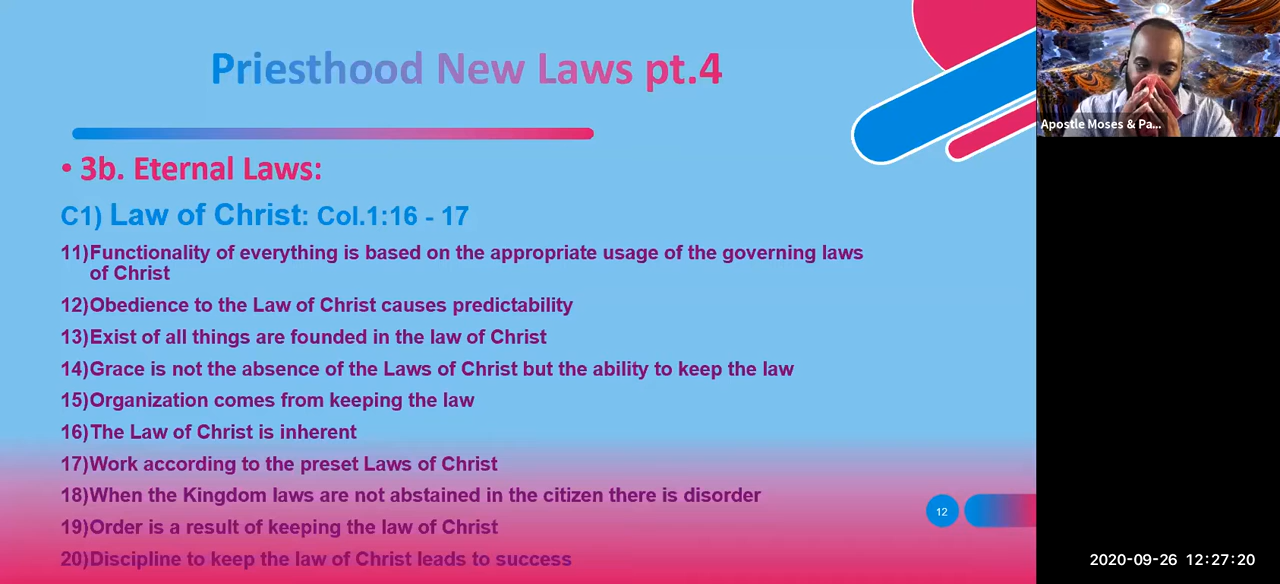 Priesthood New Laws pt.4
• 3b. Eternal Laws:
C1) Law of Christ: Col.1:16 - 17
11)Functionality of everything is based on the appropriate usage of the governing laws
of Christ
12)Obedience to the Law of Christ causes predictability
13)Exist of all things are founded in the law of Christ
14)Grace is not the absence of the Laws of Christ but the ability to keep the law
15)Organization comes from keeping the law
16)The Law of Christ is inherent
17)Work according to the preset Laws of Christ
18)When the Kingdom laws are not abstained in the citizen there is disorder
19)Order is a result of keeping the law of Christ
20)Discipline to keep the law of Christ leads to success
12
Apostle Moses & Pa...
2020-09-26 12:27:20